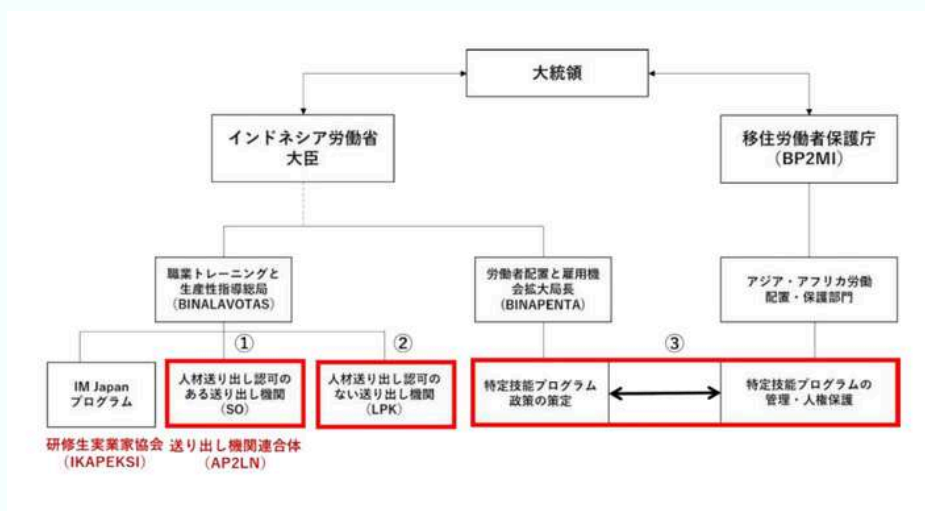 大統領
インドネシア労働省
大臣
移住労働者保護庁
(BP2MI)
職業トレーニングと
生産性指導総局
(BINALAVOTAS)
労働者配置と雇用機
会拡大局長
(BINAPENTA)
アジア・アフリカ労働
配置・保護部門
①
②
③
IM Japan
プログラム
人材送り出し認可の
ある送り出し機関
(SO)
人材送り出し認可の
ない送り出し機関
(LPK)
特定技能プログラム
政策の策定
特定技能プログラムの
管理・人権保護
研修生実業家協会
(IKAPEKSI)
送り出し機関連合体
(AP2LN)